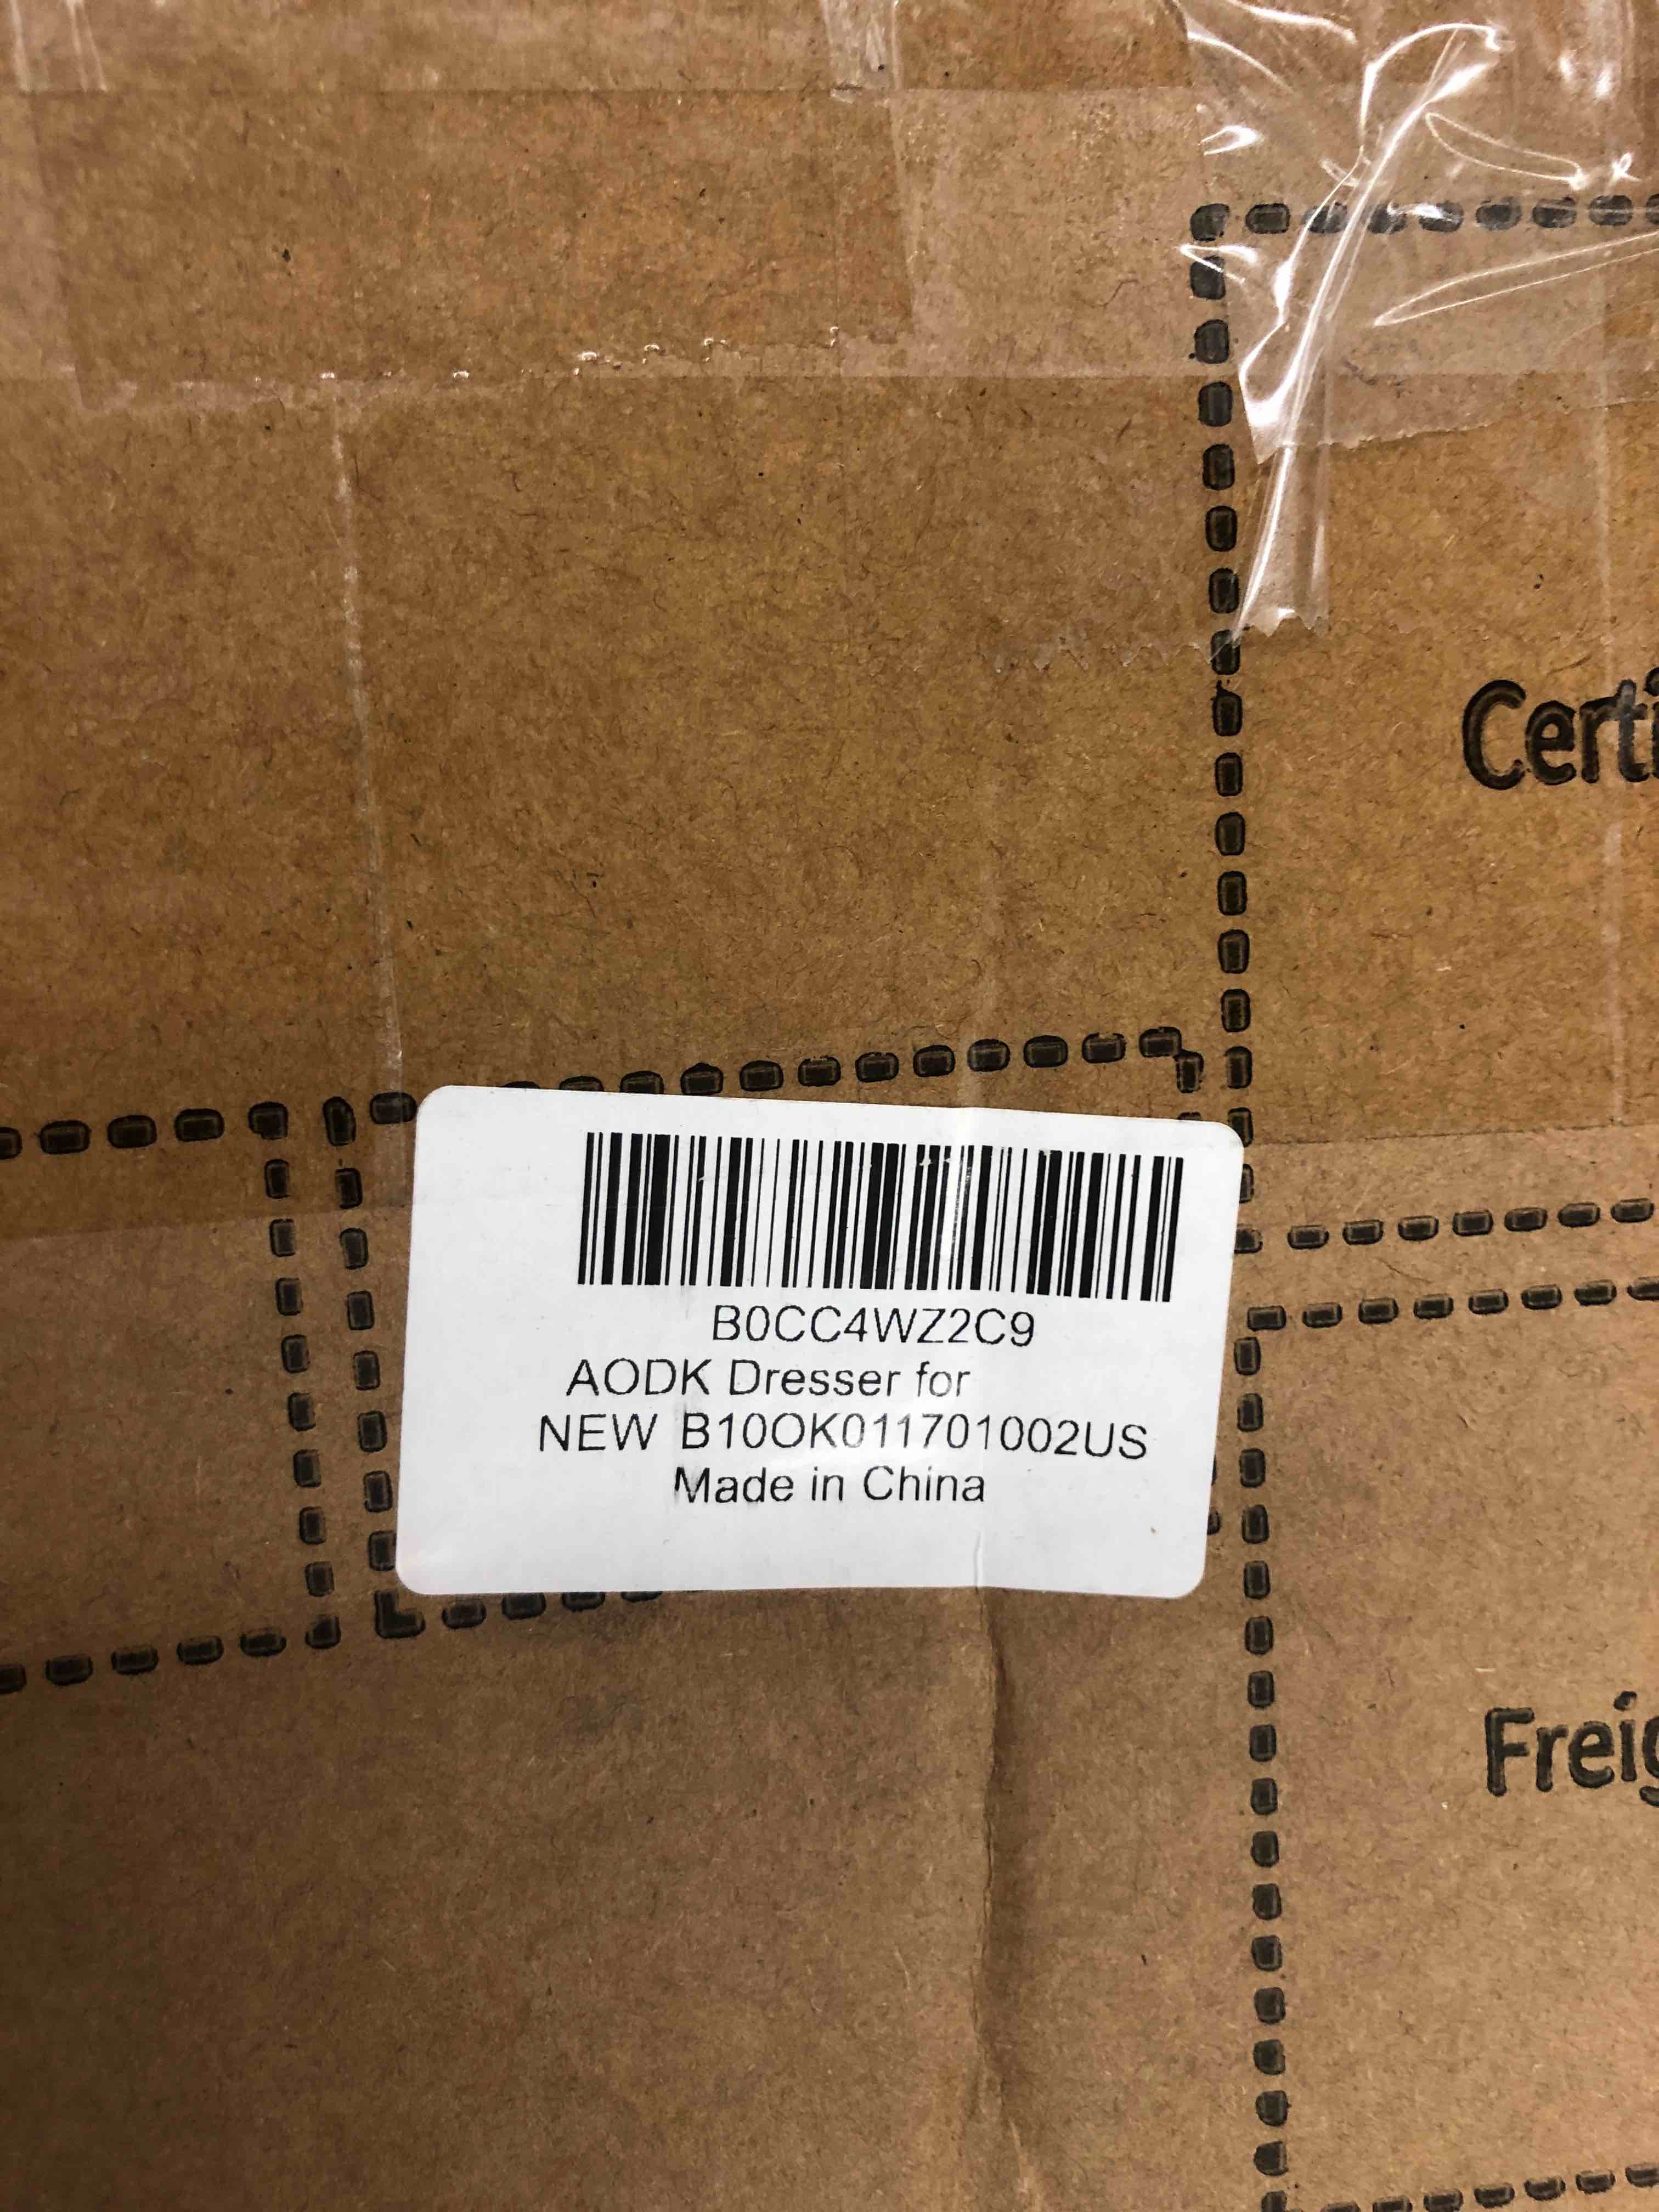 Certi
B0CC4WZ2C9
AODK Dresser for
NEW B10OK011701002US
Made in China
Freig